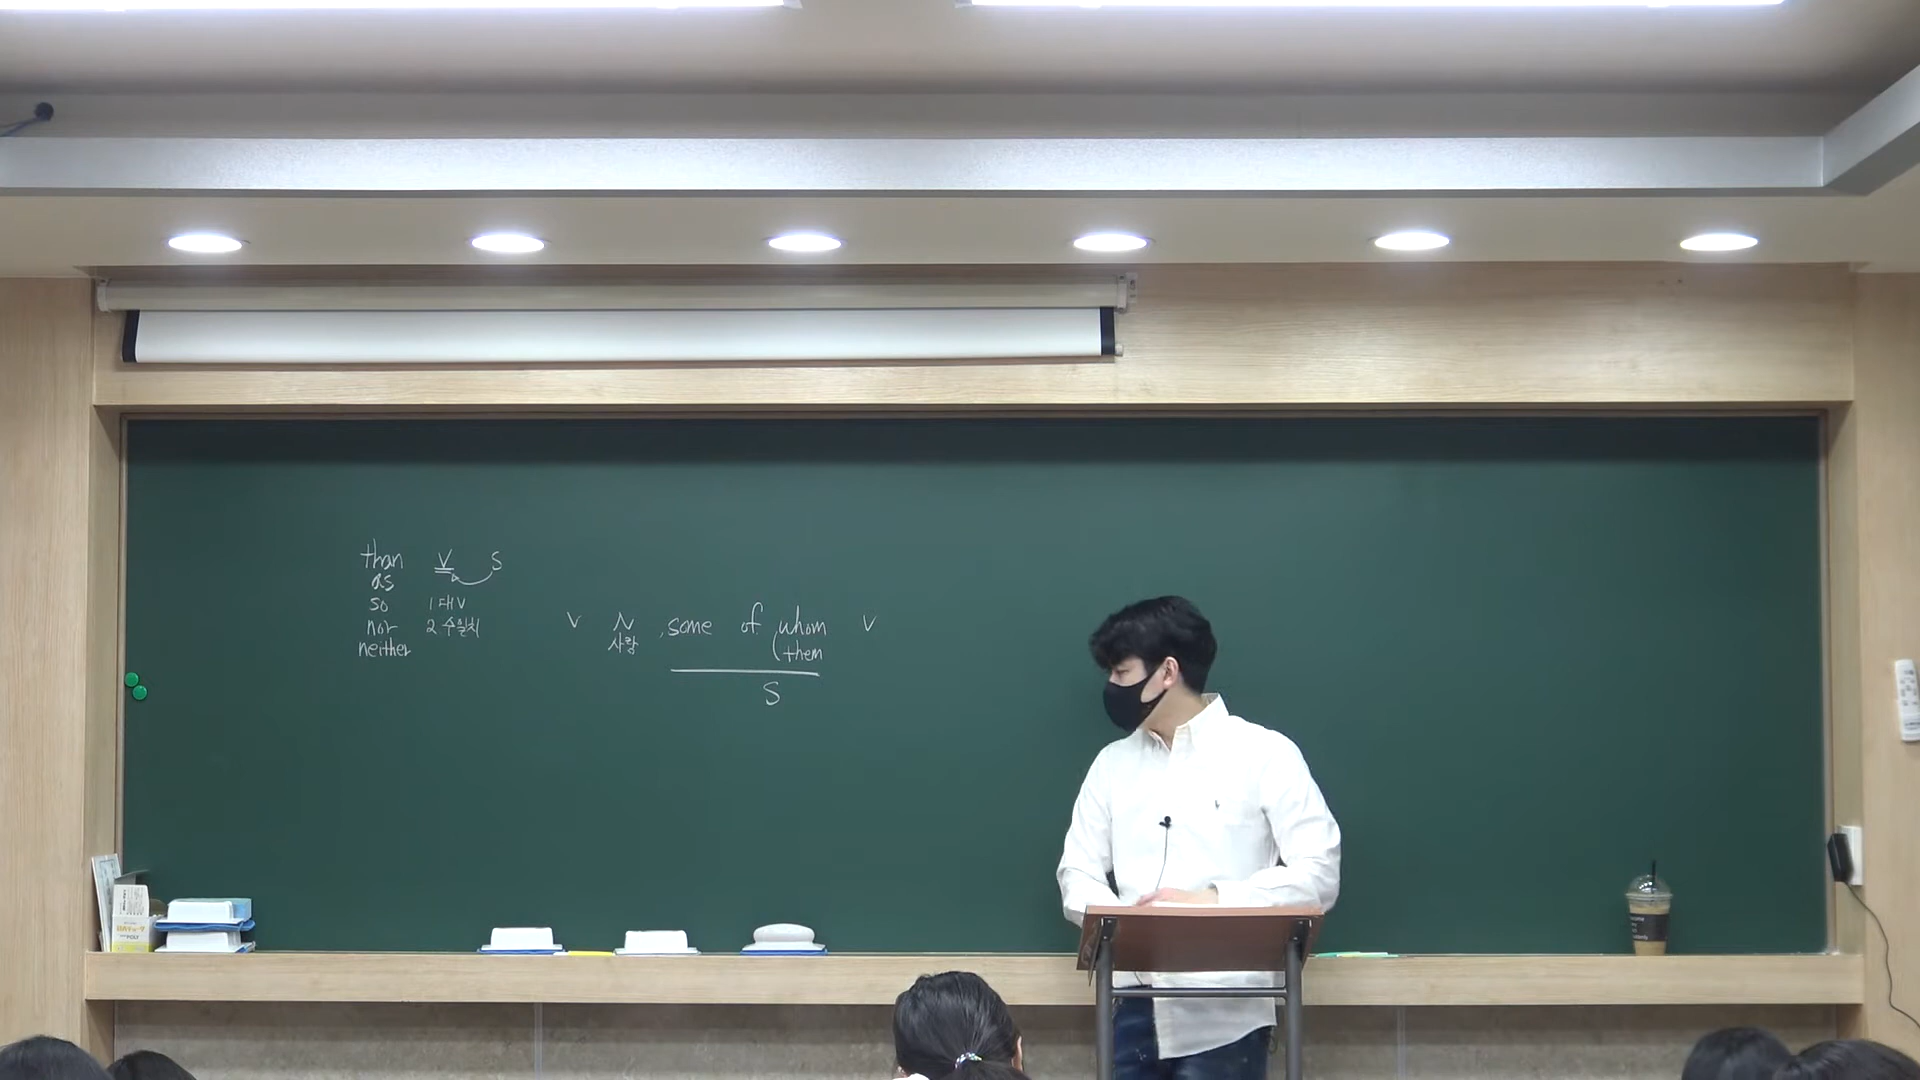 than V S
as
so 1 대V
nor 2 수일치
neither
V N , some of whom V
사람 ( them
S